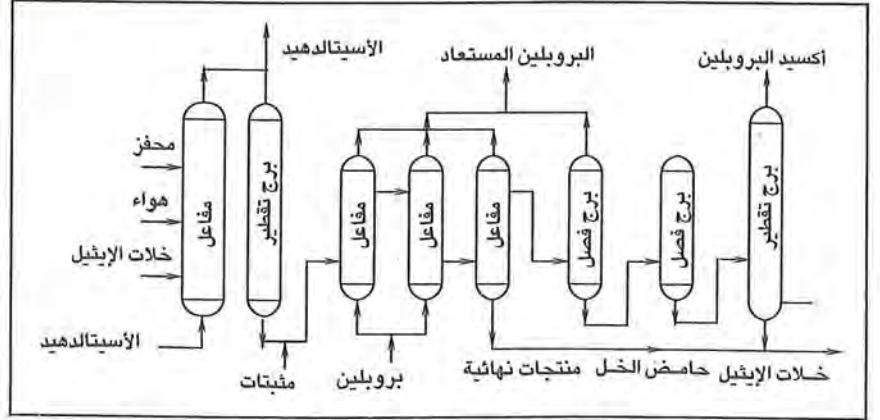 الأسيتالدهيد
البروبلين المستعاد
أكسيد البروبلين
محفز
هواء
خلات الإيثيل
الأسيتالدهيد
مفاعل
برج تقطير
مفاعل
مفاعل
مفاعل
برج فصل
برج فصل
برج تقطير
مثبتات
بروبلين
منتجات نهائية
حامض الخل
خلات الإيثيل